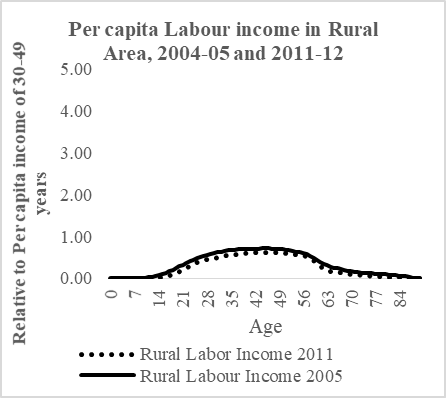 Per capita Labour income in Rural
Area, 2004-05 and 2011-12
Relative to Per capita income of 30-49
years
5.00
4.00
3.00
2.00
1.00
0.00
0 7 14 21 28 35 42 49 56 63 70 77 84
Age
Rural Labor Income 2011
Rural Labour Income 2005